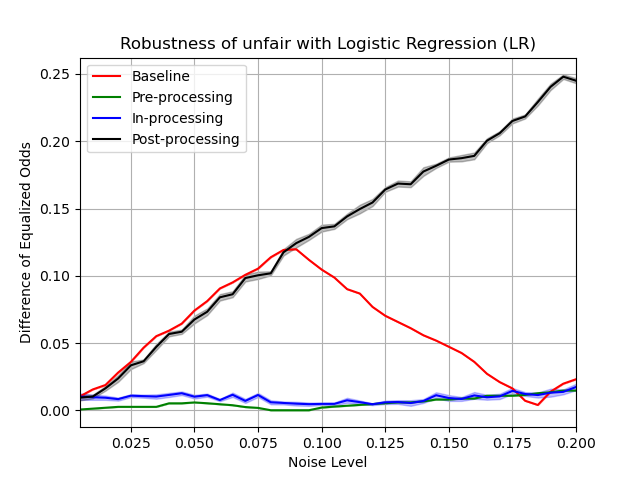 Robustness of unfair with Logistic Regression (LR)
Baseline
Pre-processing
In-processing
Post-processing
Difference of Equalized Odds
0.25
0.20
0.15
0.10
0.05
0.00
0.025 0.050 0.075 0.100 0.125 0.150 0.175 0.200
Noise Level